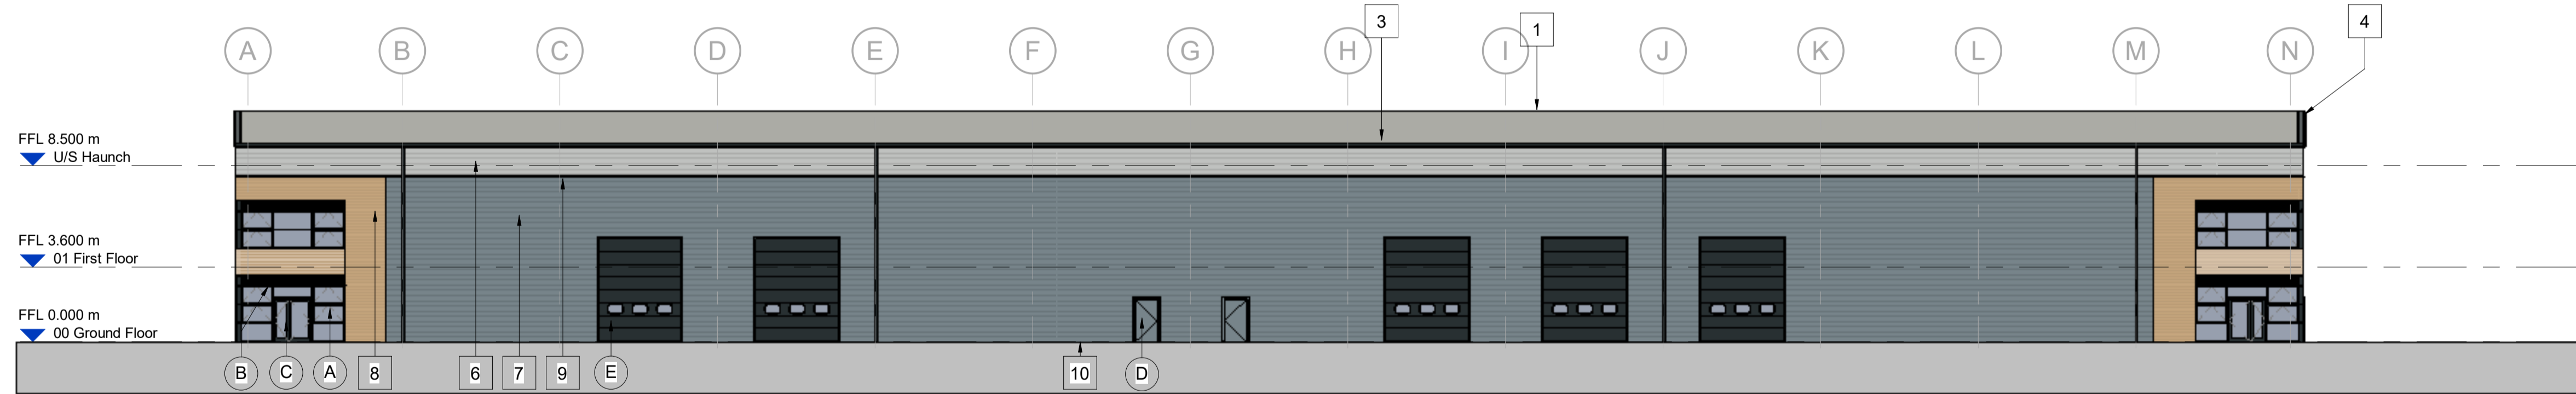 3
1
4
A B C D E F G H I J K L M N
FFL 8.500 m
U/S Haunch
FFL 3.600 m
01 First Floor
FFL 0.000 m
00 Ground Floor
B C A 8 6 7 9 E 10 D